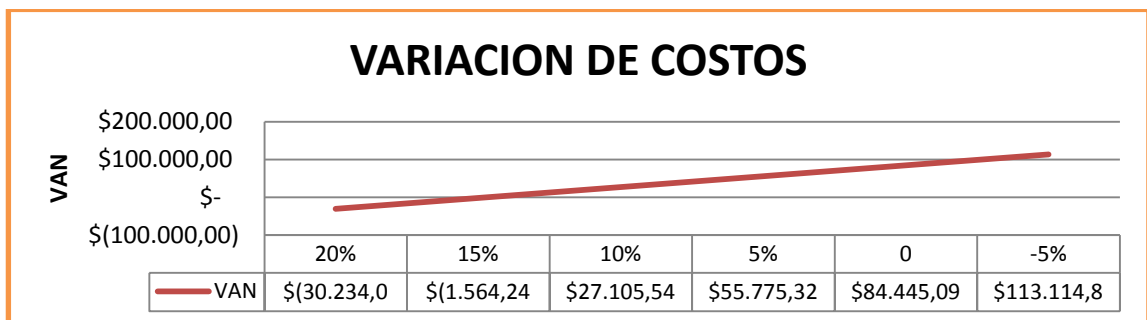 VARIACION DE COSTOS
$200.000,00
$100.000,00
$-
$(100.000,00)
VAN
20% 15% 10% 5% 0 -5%
VAN $(30.234,0 $(1.564,24 $27.105,54 $55.775,32 $84.445,09 $113.114,8